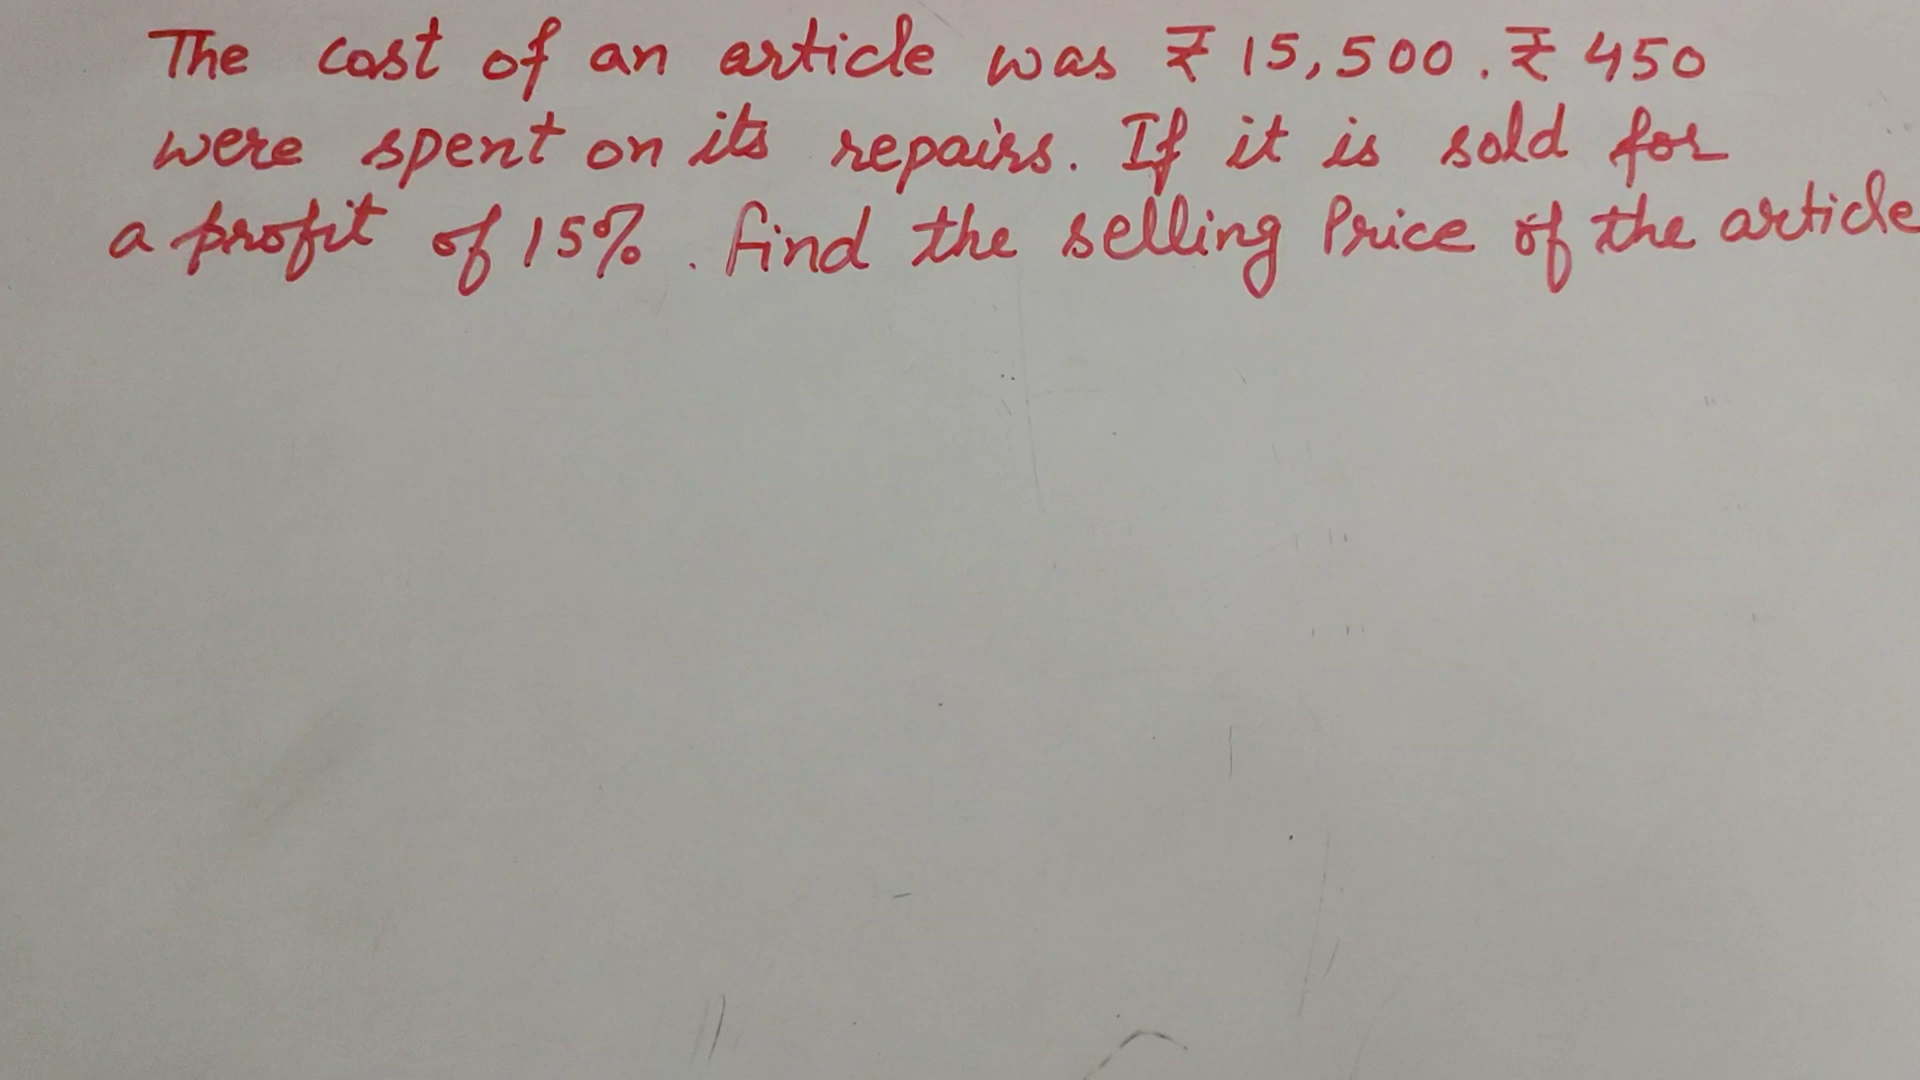 The cost of an article was ₹ 15,500. ₹ 450
were spent on its repairs. If it is sold for
a profit of 15%. find the selling Price of the article